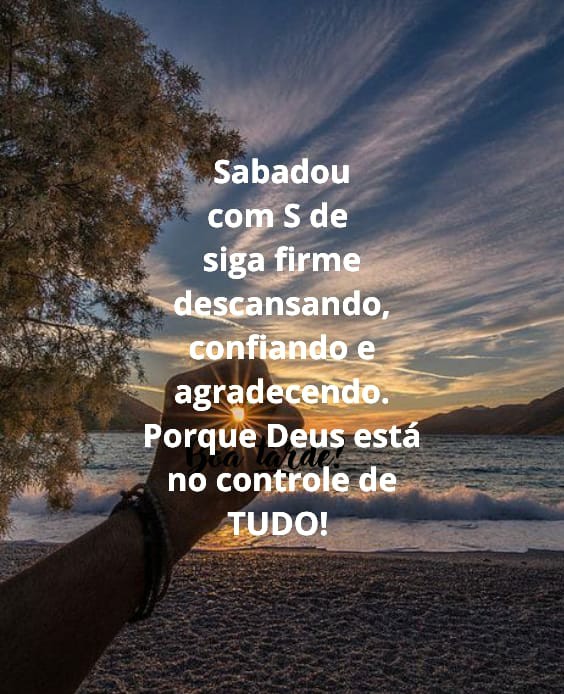 Sabadou
com S de
siga firme
descansando,
confiando e
agradecendo.
Porque Deus está
Boa tarde!
no controle de
TUDO!